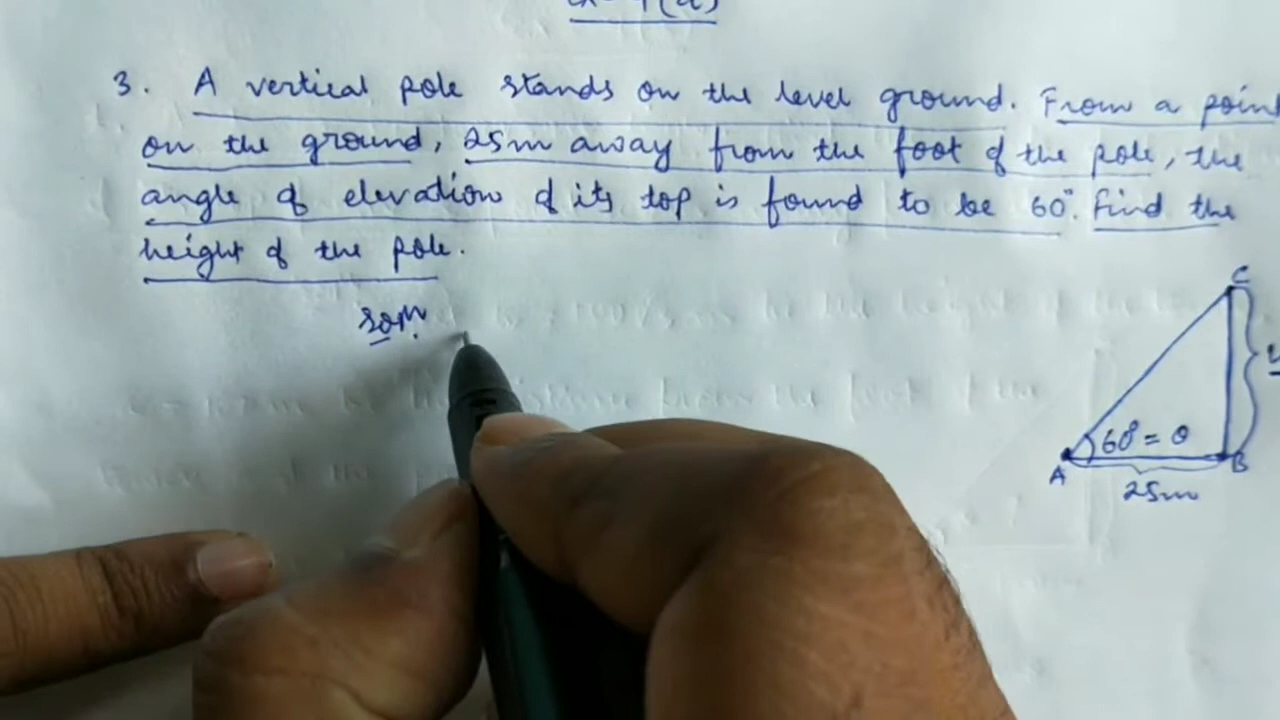 3. A vertical pole stands on the level ground. From a point
on the ground, 25m away from the foot of the pole, the
angle of elevation of its top is found to be 60°. Find the
height of the pole.
Soln.
C
60° = θ
A
B
25m